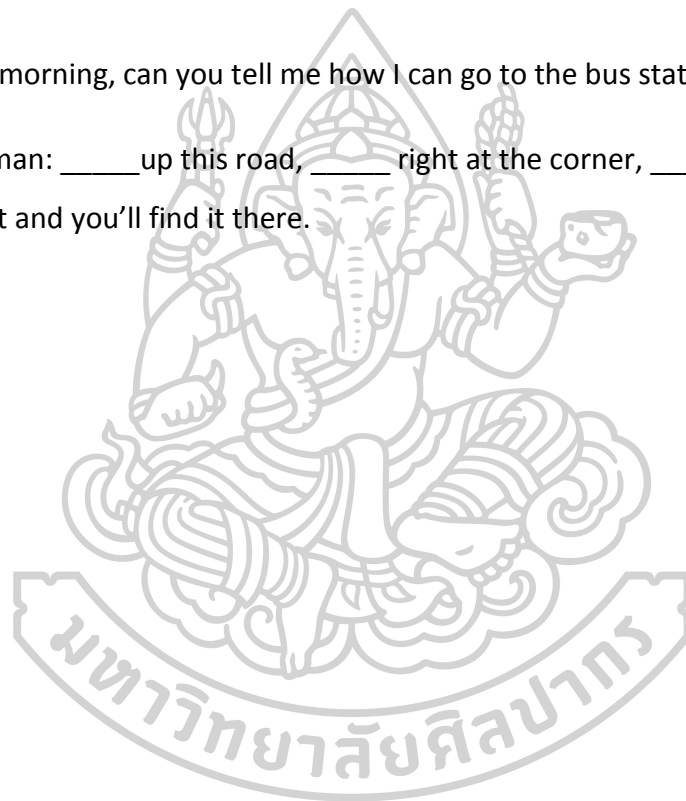 morning, can you tell me how I can go to the bus stat
man: _____up this road, _____ right at the corner, __
t and you'll find it there.
มหาวิทยาลัยศิลปากร